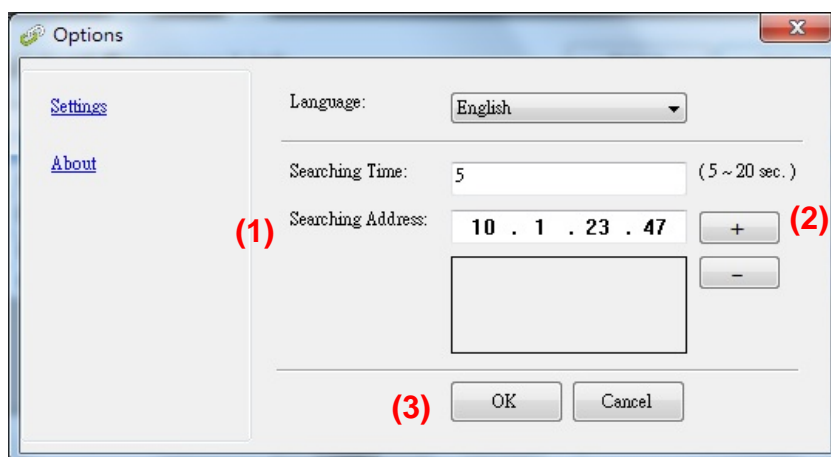 Options
Settings
About
Language:
English
Searching Time:
5
( 5 ~ 20 sec. )
(1)
Searching Address:
10 . 1 . 23 . 47
+
(2)
-
(3)
OK
Cancel